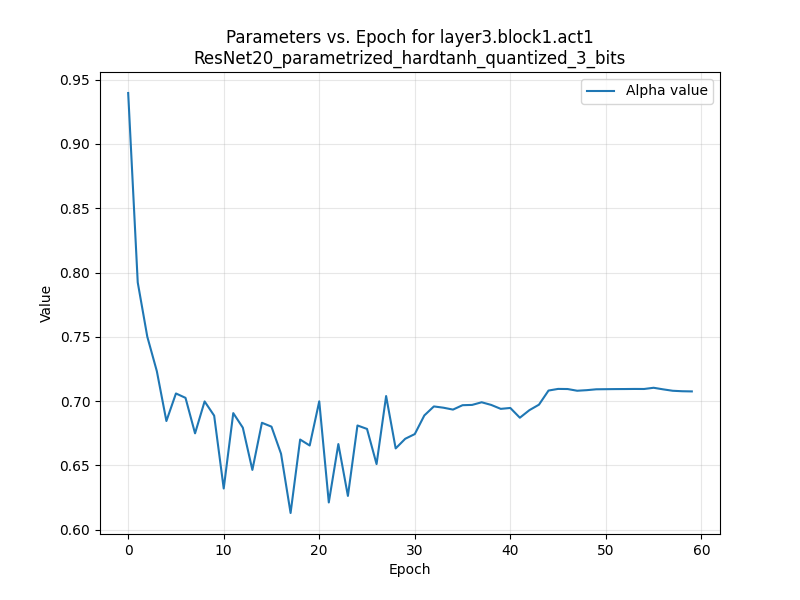 Parameters vs. Epoch for layer3.block1.act1
ResNet20_parametrized_hardtanh_quantized_3_bits
Alpha value
0.95
0.90
0.85
0.80
0.75
0.70
0.65
0.60
Value
0 10 20 30 40 50 60
Epoch